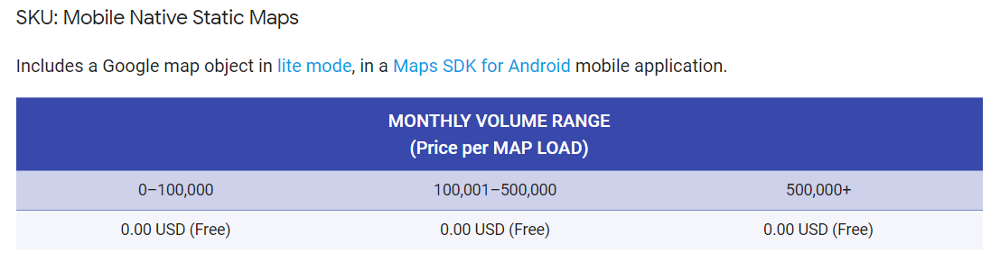 SKU: Mobile Native Static Maps
Includes a Google map object in lite mode, in a Maps SDK for Android mobile application.
MONTHLY VOLUME RANGE
(Price per MAP LOAD)
0–100,000 100,001–500,000 500,000+
0.00 USD (Free) 0.00 USD (Free) 0.00 USD (Free)